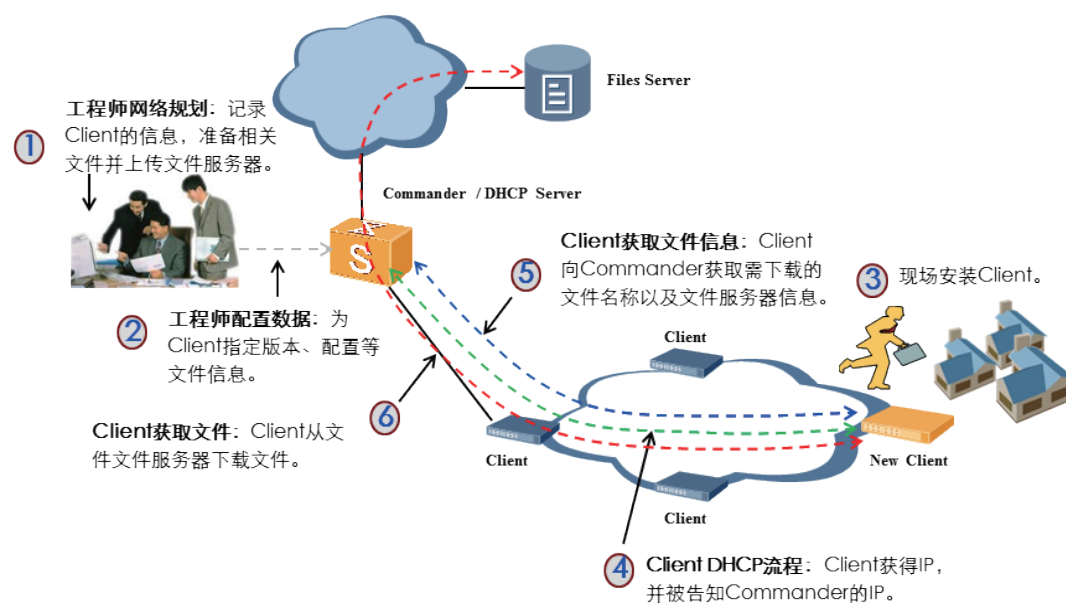 Files Server
工程师网络规划：记录
Client的信息，准备相关
文件并上传文件服务器。
1
Commander / DHCP Server
S
Client获取文件信息：Client
向Commander获取需下载的
文件名称以及文件服务器信息。
5
3
现场安装Client。
2
工程师配置数据：为
Client指定版本、配置等
文件信息。
Client
6
Client获取文件：Client从文
件文件服务器下载文件。
Client
New Client
Client
4
Client DHCP流程：Client获得IP，
并被告知Commander的IP。